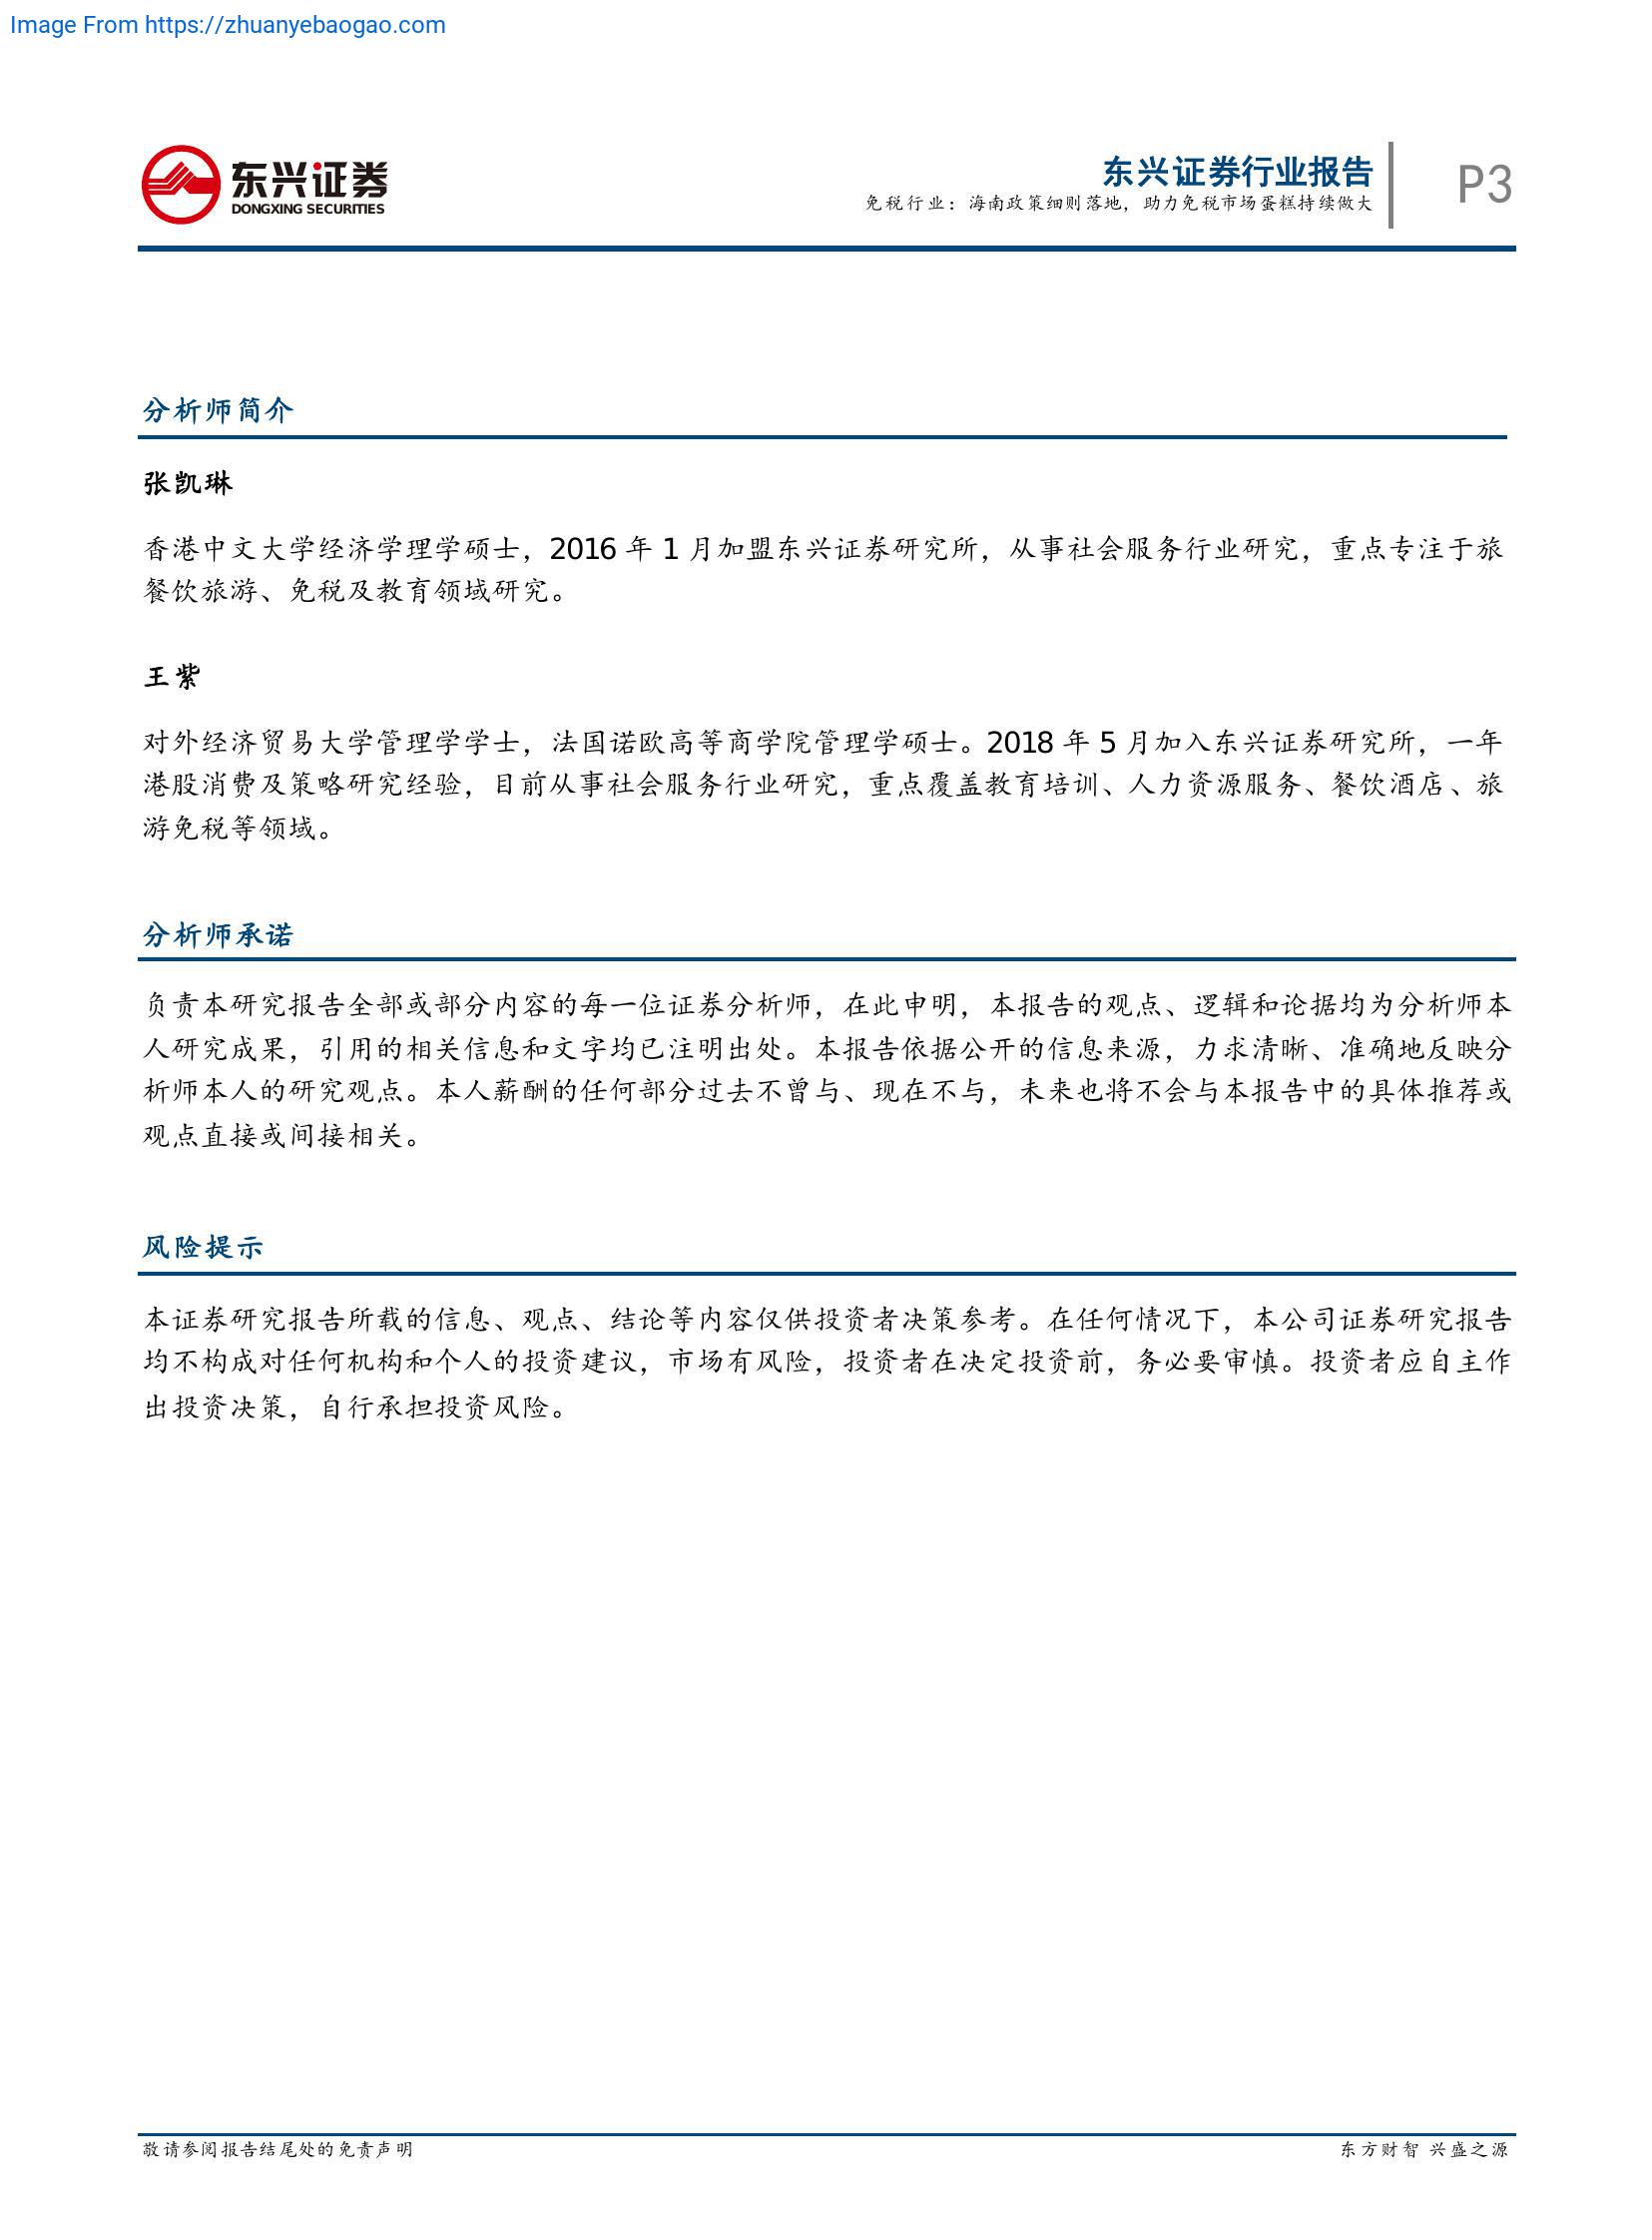 Image From https://zhuanyebaogao.com
东兴证券
DONGXING SECURITIES
东兴证券行业报告
免税行业：海南政策细则落地，助力免税市场蛋糕持续做大
P3
分析师简介
张凯琳
香港中文大学经济学理学硕士，2016 年 1 月加盟东兴证券研究所，从事社会服务行业研究，重点专注于旅
餐饮旅游、免税及教育领域研究。
王紫
对外经济贸易大学管理学学士，法国诺欧高等商学院管理学硕士。2018 年 5 月加入东兴证券研究所，一年
港股消费及策略研究经验，目前从事社会服务行业研究，重点覆盖教育培训、人力资源服务、餐饮酒店、旅
游免税等领域。
分析师承诺
负责本研究报告全部或部分内容的每一位证券分析师，在此申明，本报告的观点、逻辑和论据均为分析师本
人研究成果，引用的相关信息和文字均已注明出处。本报告依据公开的信息来源，力求清晰、准确地反映分
析师本人的研究观点。本人薪酬的任何部分过去不曾与、现在不与，未来也将不会与本报告中的具体推荐或
观点直接或间接相关。
风险提示
本证券研究报告所载的信息、观点、结论等内容仅供投资者决策参考。在任何情况下，本公司证券研究报告
均不构成对任何机构和个人的投资建议，市场有风险，投资者在决定投资前，务必要审慎。投资者应自主作
出投资决策，自行承担投资风险。
敬请参阅报告结尾处的免责声明
东方财智 兴盛之源